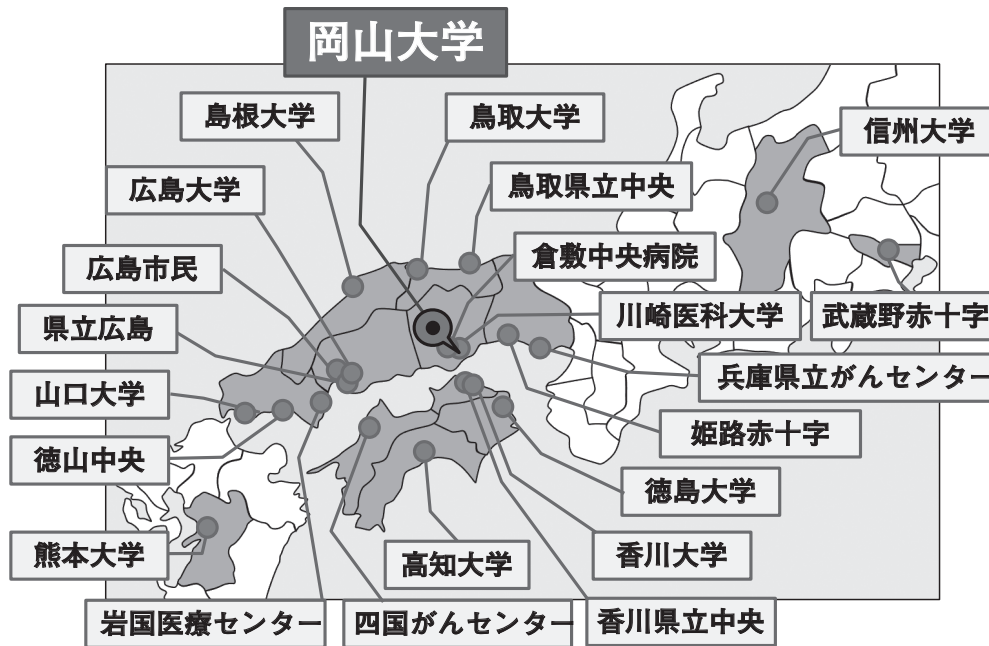 岡山大学
島根大学
鳥取大学
信州大学
広島大学
鳥取県立中央
広島市民
倉敷中央病院
県立広島
川崎医科大学
武蔵野赤十字
山口大学
兵庫県立がんセンター
姫路赤十字
徳山中央
徳島大学
熊本大学
高知大学
香川大学
岩国医療センター
四国がんセンター
香川県立中央